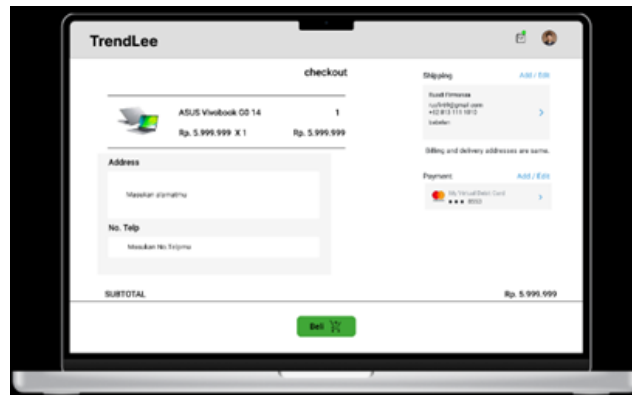 TrendLee
checkout
ASUS Vivobook GO 14
1
Rp. 5.999.999 X 1
Rp. 5.999.999
Address
Masukan alamatmu
No. Telp
Masukan No.Telpmu
Shipping
Add / Edit
babelan
Billing and delivery addresses are same.
Payment
Add / Edit
My Virtual Debit Card
SUBTOTAL
Rp. 5.999.999
Beli